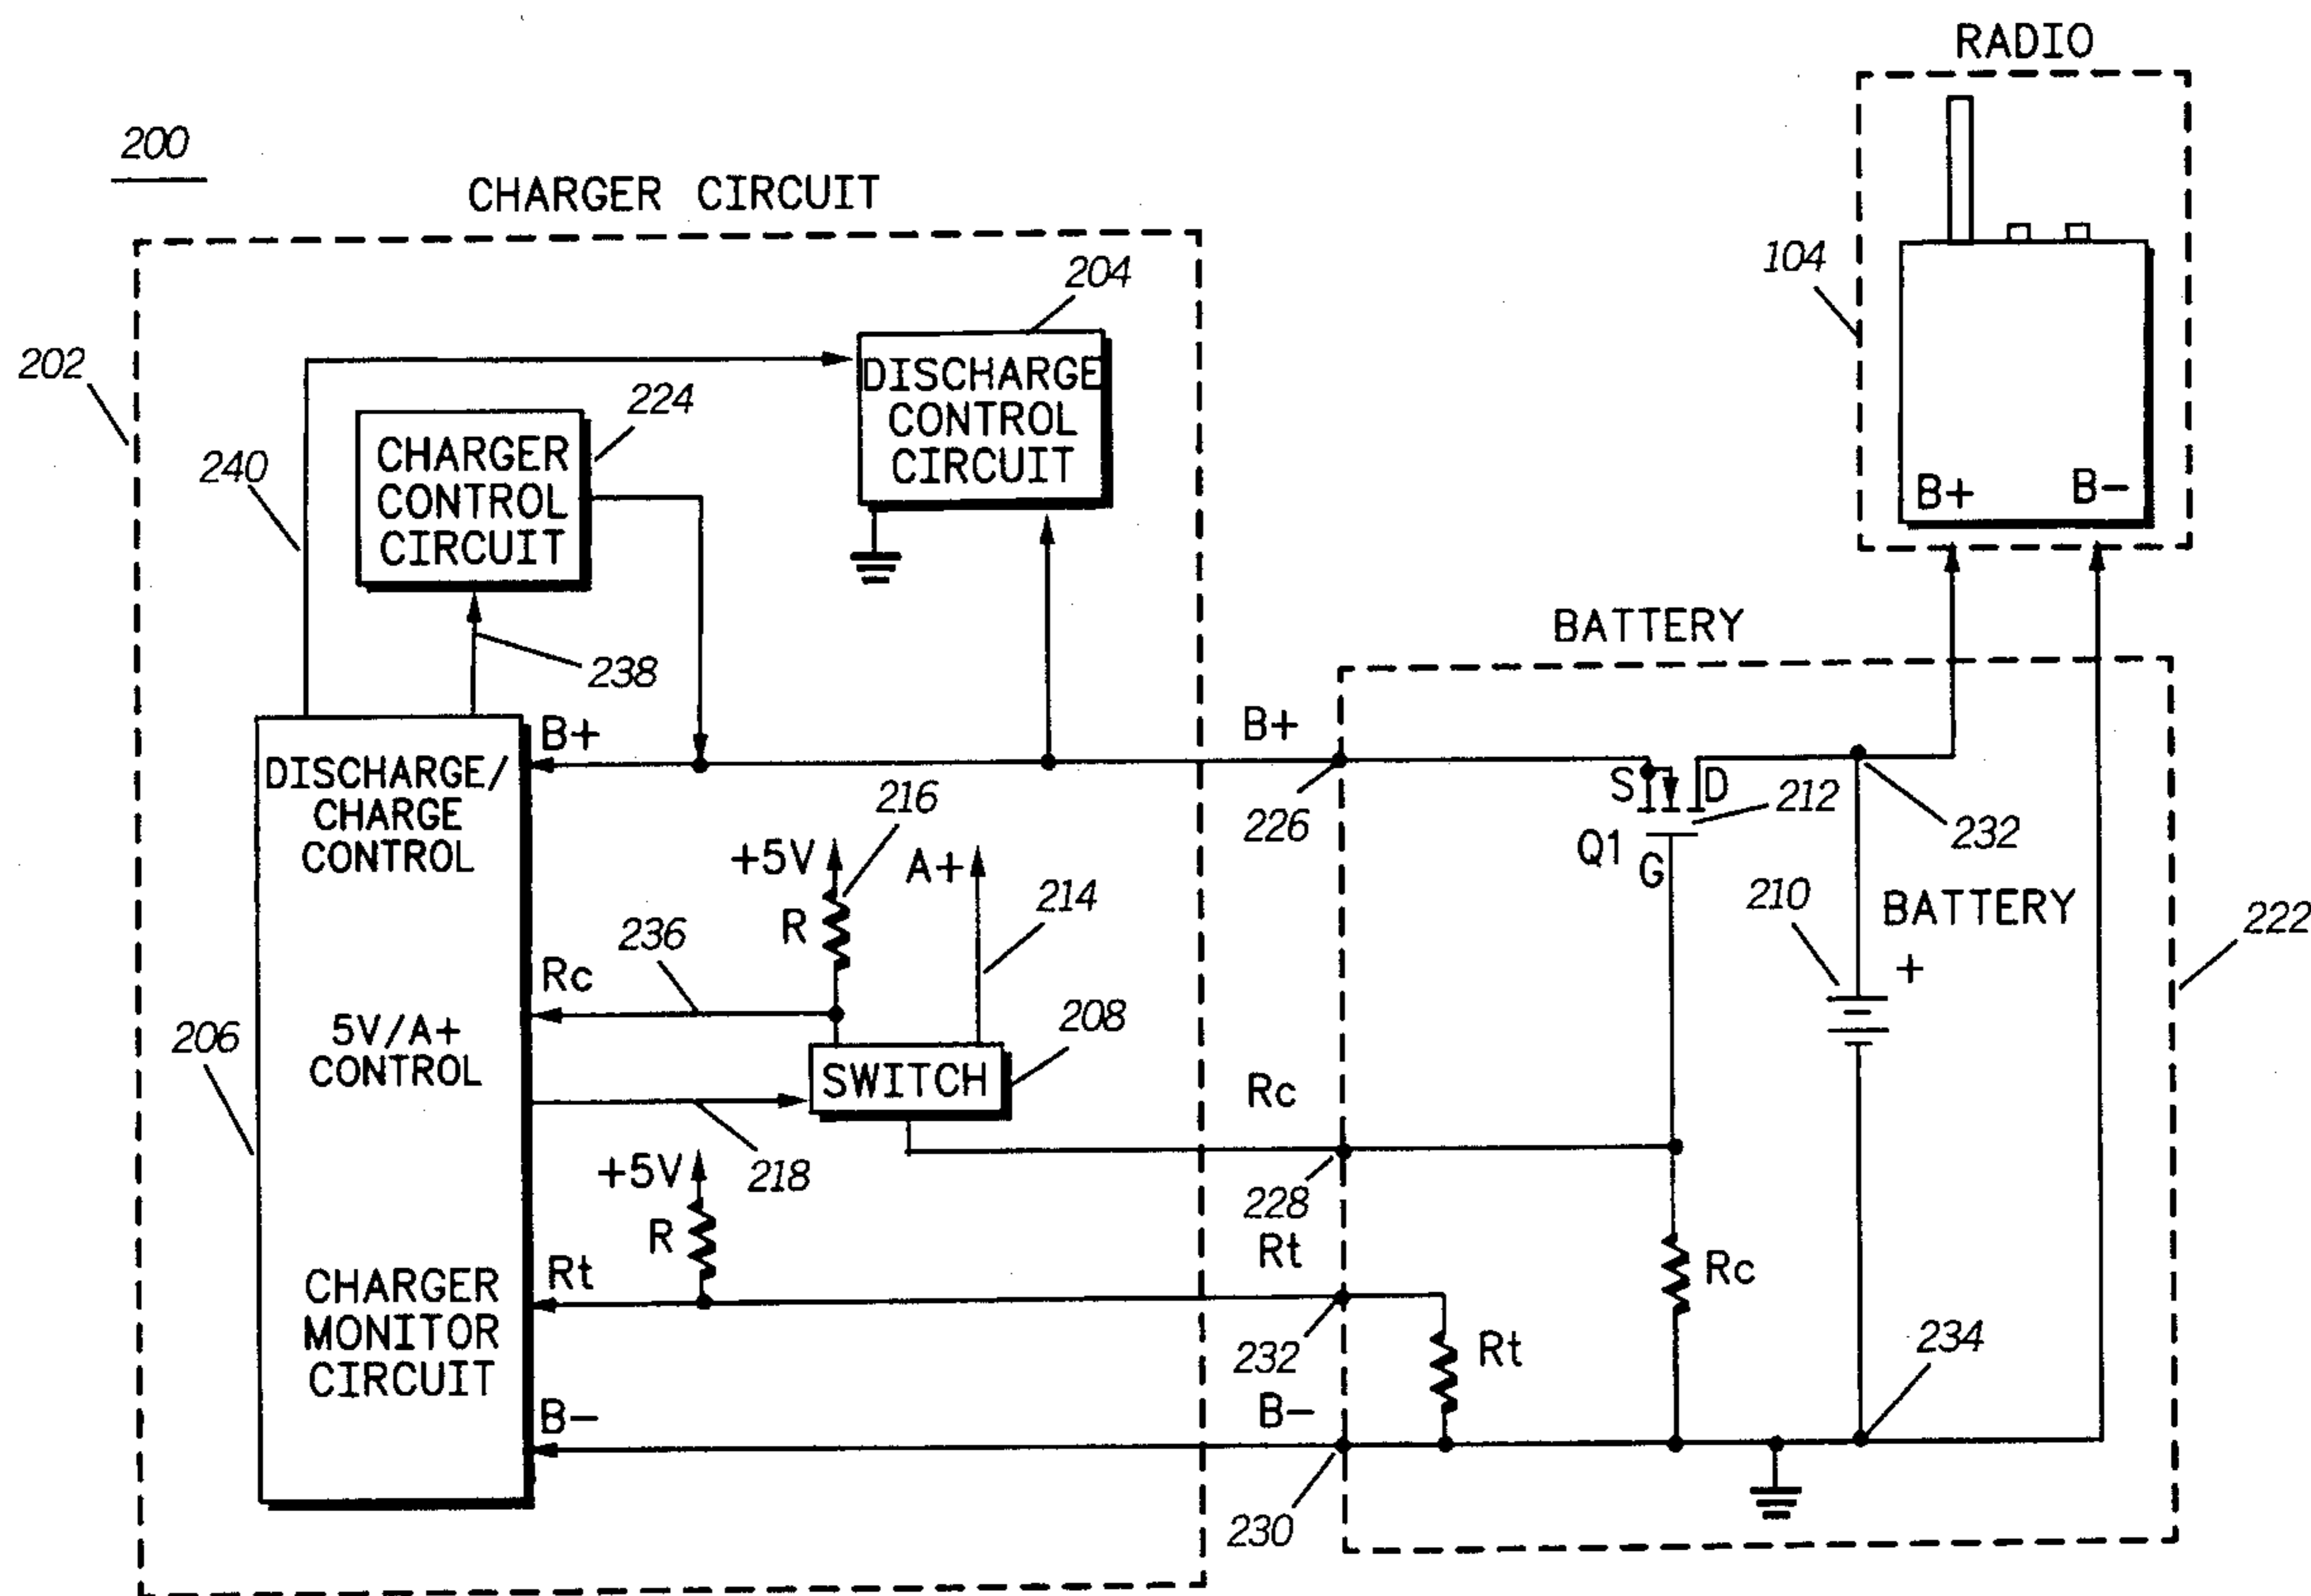 RADIO
200
CHARGER CIRCUIT
104
204
202
DISCHARGE
CONTROL
CIRCUIT
224
240
CHARGER
CONTROL
CIRCUIT
B+ B-
238
BATTERY
B+
B+
DISCHARGE/
CHARGE
CONTROL
226
S D
212
Q1
G
232
216
+5V
A+
214
R
210
BATTERY
+
222
236
Rc
206
5V/A+
CONTROL
208
SWITCH
218
Rc
228
+5V
R
Rt
Rt
Rc
CHARGER
MONITOR
CIRCUIT
232
Rt
234
B-
B-
230